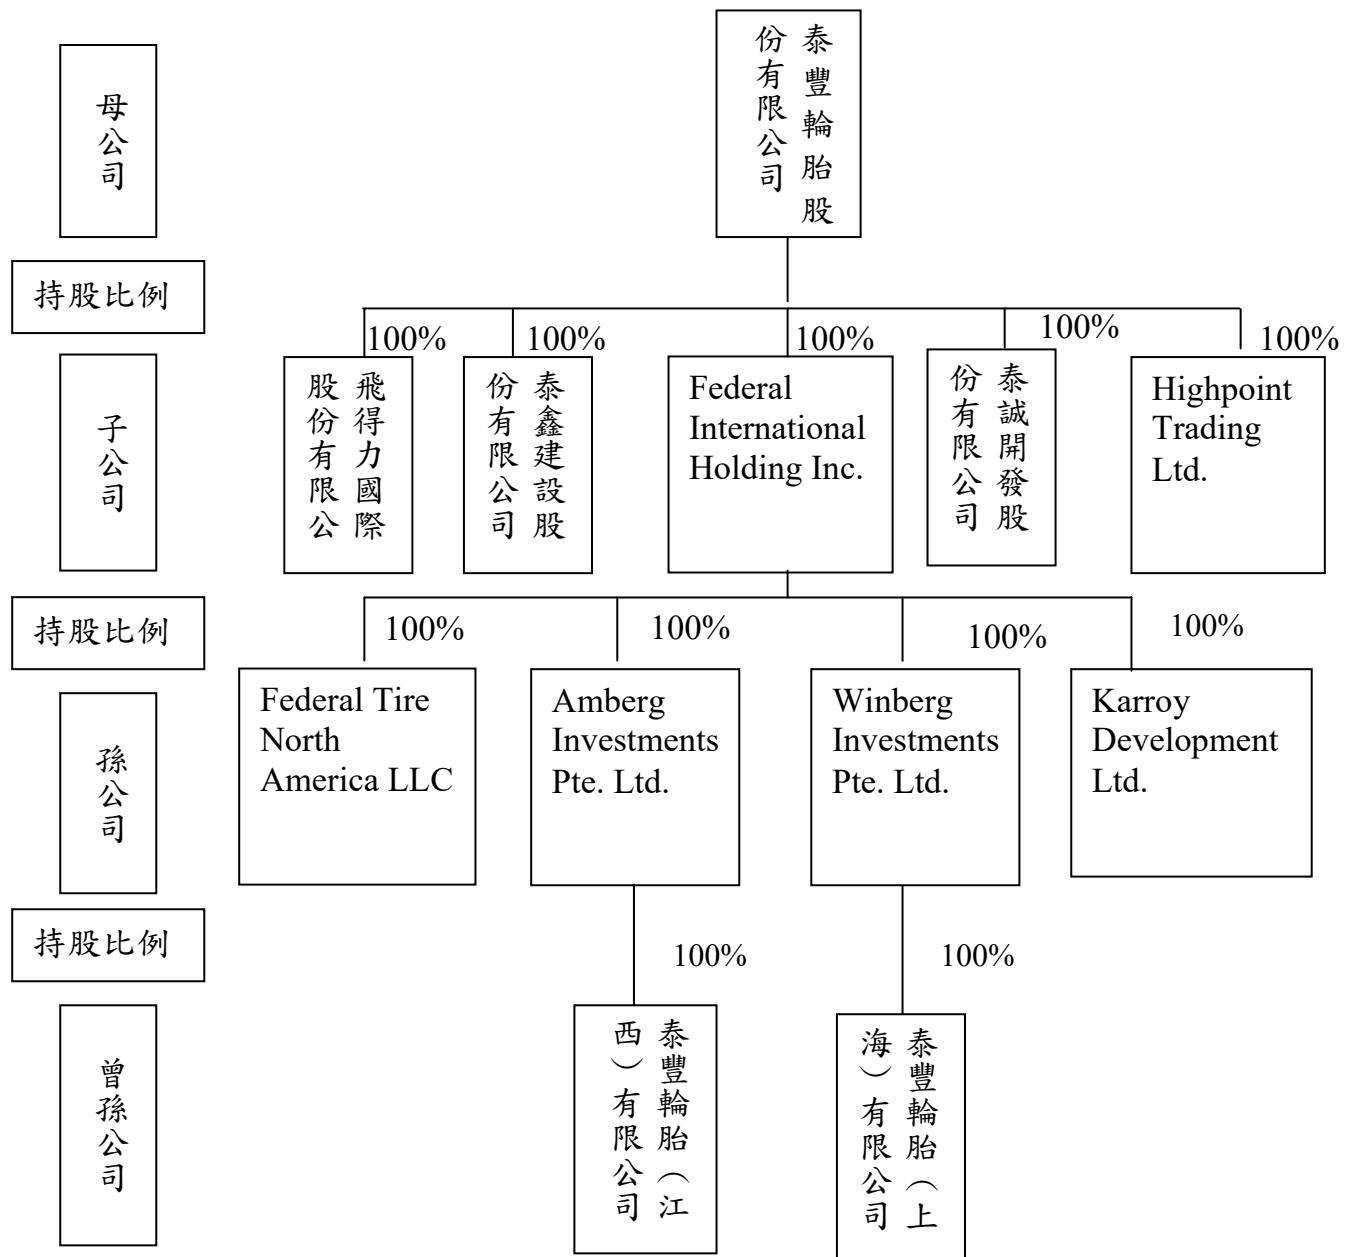 母公司
泰豐輪胎股
份有限公司
持股比例
100%
100%
100%
100%
100%
子公司
飛得力國際
股份有限公
泰鑫建設股
份有限公司
Federal
International
Holding Inc.
泰誠開發股
份有限公司
Highpoint
Trading
Ltd.
持股比例
100%
100%
100%
100%
孫公司
Federal Tire
North
America LLC
Amberg
Investments
Pte. Ltd.
Winberg
Investments
Pte. Ltd.
Karroy
Development
Ltd.
持股比例
100%
100%
曾孫公司
泰豐輪胎（江
西）有限公司
泰豐輪胎（上
海）有限公司